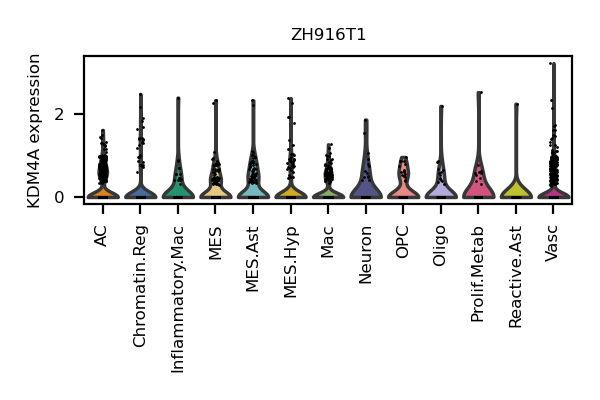 ZH916T1
KDM4A expression
2
0
AC
Chromatin.Reg
Inflammatory.Mac
MES
MES.Ast
MES.Hyp
Mac
Neuron
OPC
Oligo
Prolif.Metab
Reactive.Ast
Vasc